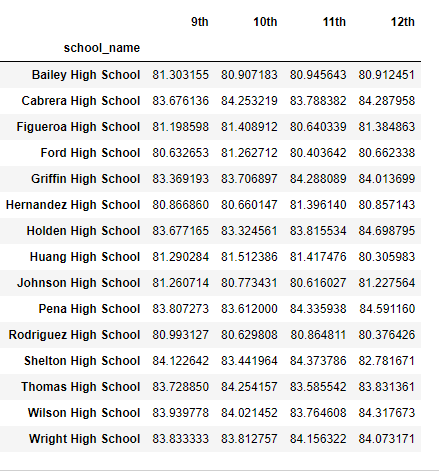 9th 10th 11th 12th
school_name
Bailey High School 81.303155 80.907183 80.945643 80.912451
Cabrera High School 83.676136 84.253219 83.788382 84.287958
Figueroa High School 81.198598 81.408912 80.640339 81.384863
Ford High School 80.632653 81.262712 80.403642 80.662338
Griffin High School 83.369193 83.706897 84.288089 84.013699
Hernandez High School 80.866860 80.660147 81.396140 80.857143
Holden High School 83.677165 83.324561 83.815534 84.698795
Huang High School 81.290284 81.512386 81.417476 80.305983
Johnson High School 81.260714 80.773431 80.616027 81.227564
Pena High School 83.807273 83.612000 84.335938 84.591160
Rodriguez High School 80.993127 80.629808 80.864811 80.376426
Shelton High School 84.122642 83.441964 84.373786 82.781671
Thomas High School 83.728850 84.254157 83.585542 83.831361
Wilson High School 83.939778 84.021452 83.764608 84.317673
Wright High School 83.833333 83.812757 84.156322 84.073171